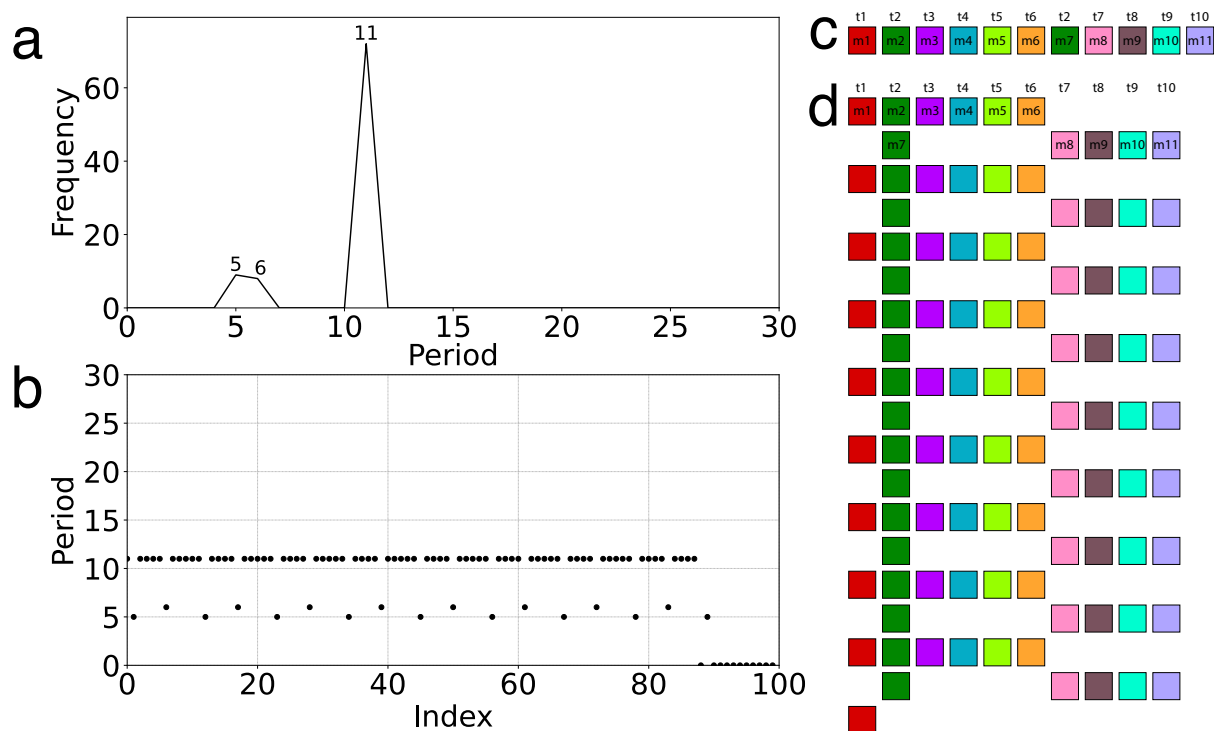 a
11
5 6
60
40
20
0
Frequency
0 5 10 15 20 25 30
Period
b
30
25
20
15
10
5
0
Period
0 20 40 60 80 100
Index
c
t1 t2 t3 t4 t5 t6 t2 t7 t8 t9 t10
m1 m2 m3 m4 m5 m6 m7 m8 m9 m10 m11
d
t1 t2 t3 t4 t5 t6 t7 t8 t9 t10
m1 m2 m3 m4 m5 m6
m7 m8 m9 m10 m11